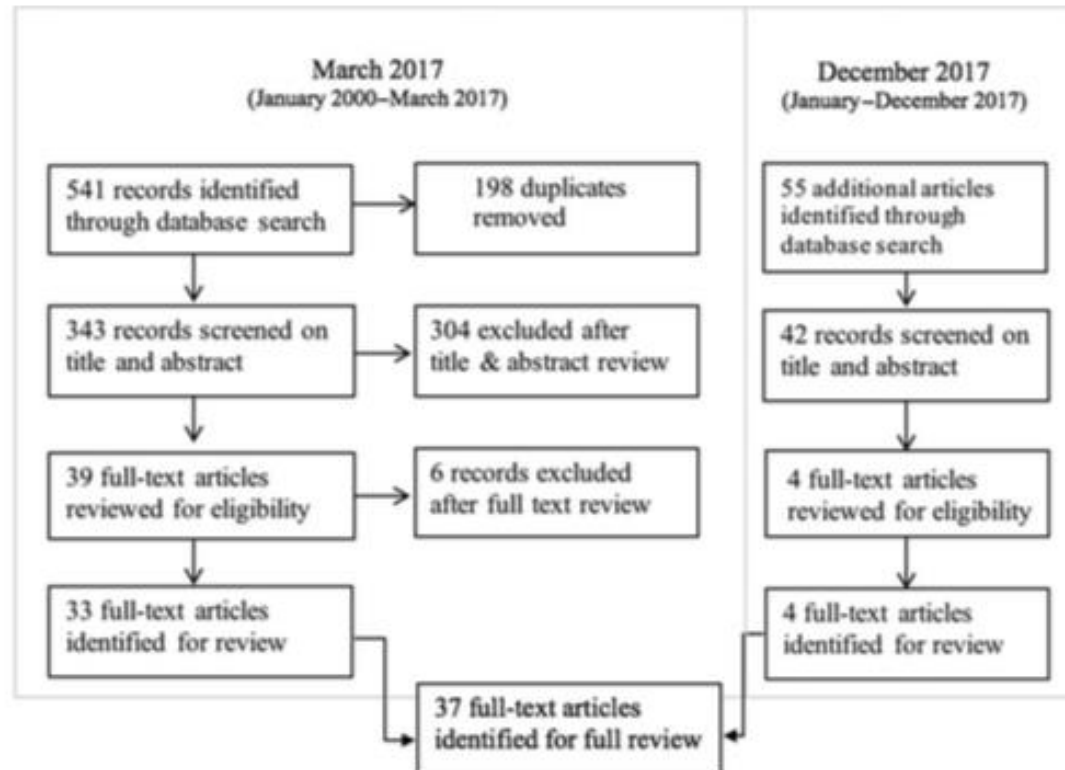 March 2017
(January 2000–March 2017)
541 records identified
through database search
198 duplicates
removed
343 records screened on
title and abstract
304 excluded after
title & abstract review
39 full-text articles
reviewed for eligibility
6 records excluded
after full text review
33 full-text articles
identified for review
December 2017
(January–December 2017)
55 additional articles
identified through
database search
42 records screened on
title and abstract
4 full-text articles
reviewed for eligibility
4 full-text articles
identified for review
37 full-text articles
identified for full review